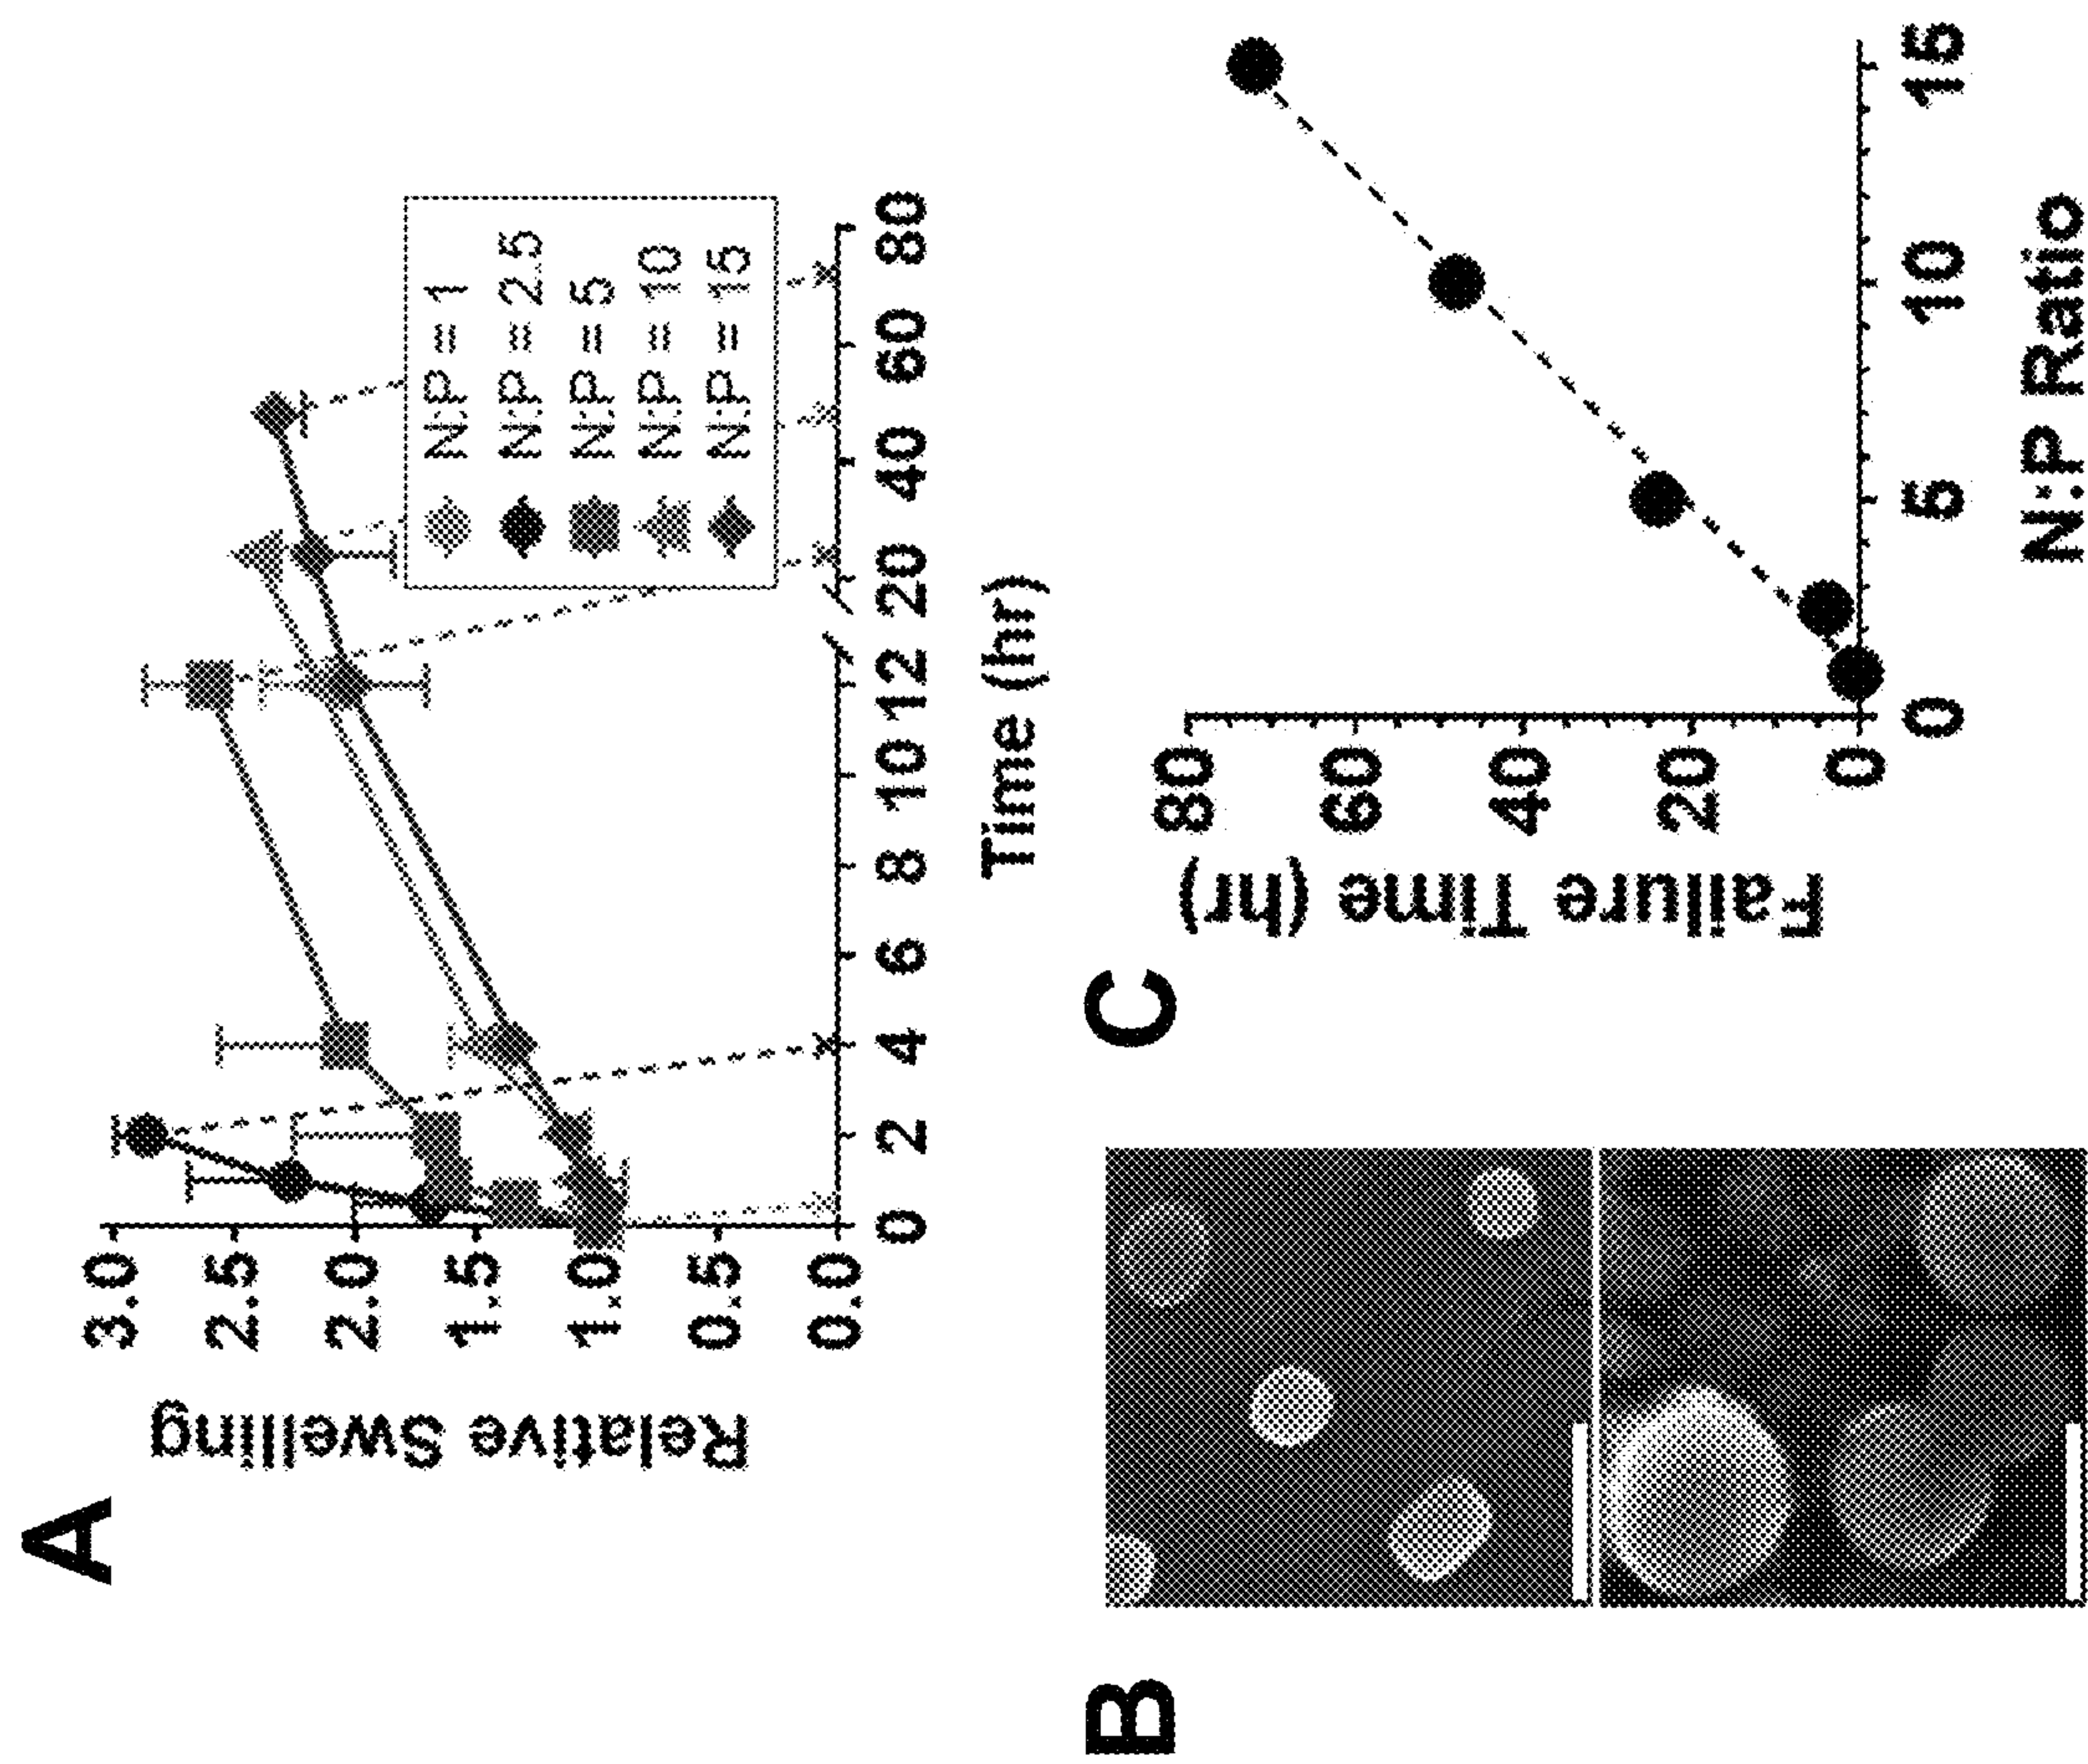 A
Relative Swelling
3.0
2.5
2.0
1.5
1.0
0.5
0.0
0 2 4 6 8 10 12 20 40 60 80
Time (hr)
N:P = 1
N:P = 2.5
N:P = 5
N:P = 10
N:P = 15
B
C
Failure Time (hr)
80
60
40
20
0
0 5 10 15
N:P Ratio